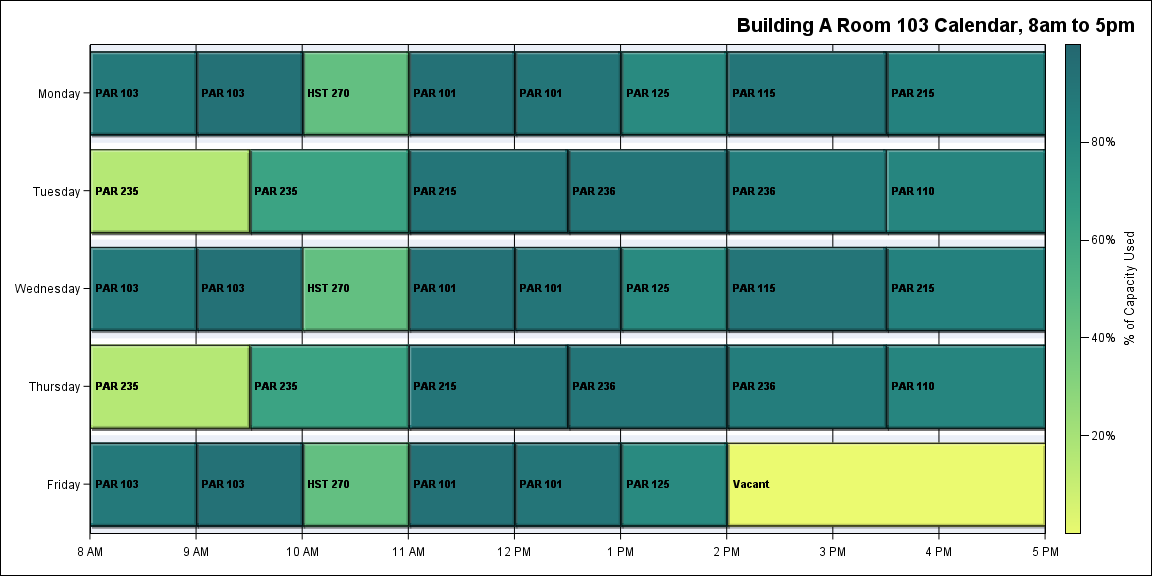 Building A Room 103 Calendar, 8am to 5pm
Monday PAR 103 PAR 103 HST 270 PAR 101 PAR 101 PAR 125 PAR 115 PAR 215
80%
Tuesday PAR 235 PAR 235 PAR 215 PAR 236 PAR 236 PAR 110
60%
% of Capacity Used
Wednesday PAR 103 PAR 103 HST 270 PAR 101 PAR 101 PAR 125 PAR 115 PAR 215
40%
Thursday PAR 235 PAR 235 PAR 215 PAR 236 PAR 236 PAR 110
20%
Friday PAR 103 PAR 103 HST 270 PAR 101 PAR 101 PAR 125 Vacant
8 AM 9 AM 10 AM 11 AM 12 PM 1 PM 2 PM 3 PM 4 PM 5 PM